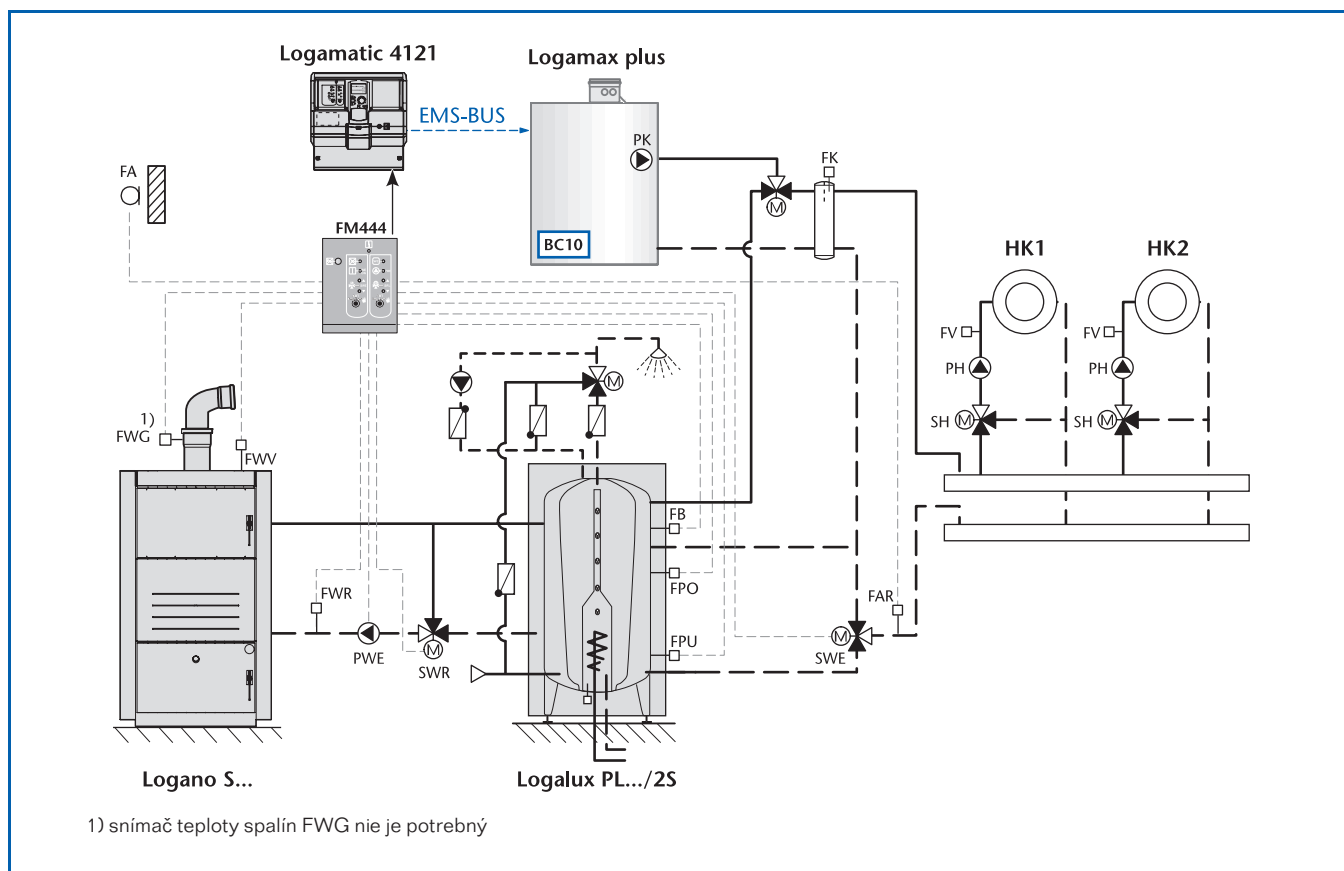 Logamatic 4121
Logamax plus
EMS-BUS
PK
FK
FA
M
FM444
BC10
HK1
HK2
FV
FV
PH
PH
M
1)
FWG
SH M
SH M
FWV
FB
FWR
FPO
FAR
FPU
M
PWE
SWR
M
SWE
Logano S...
Logalux PL.../2S
1) snímač teploty spalín FWG nie je potrebný